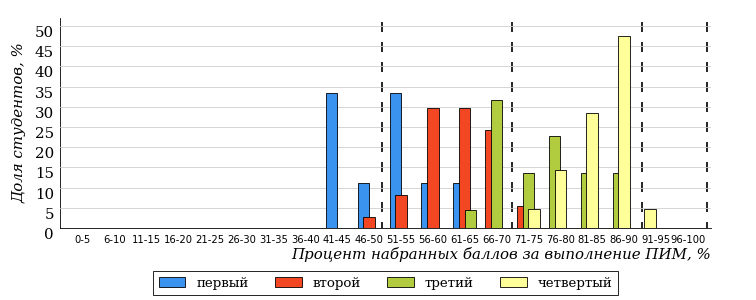 Доля студентов, %
50
45
40
35
30
25
20
15
10
5
0
0-5 6-10 11-15 16-20 21-25 26-30 31-35 36-40 41-45 46-50 51-55 56-60 61-65 66-70 71-75 76-80 81-85 86-90 91-95 96-100
Процент набранных баллов за выполнение ПИМ, %
первый второй третий четвертый